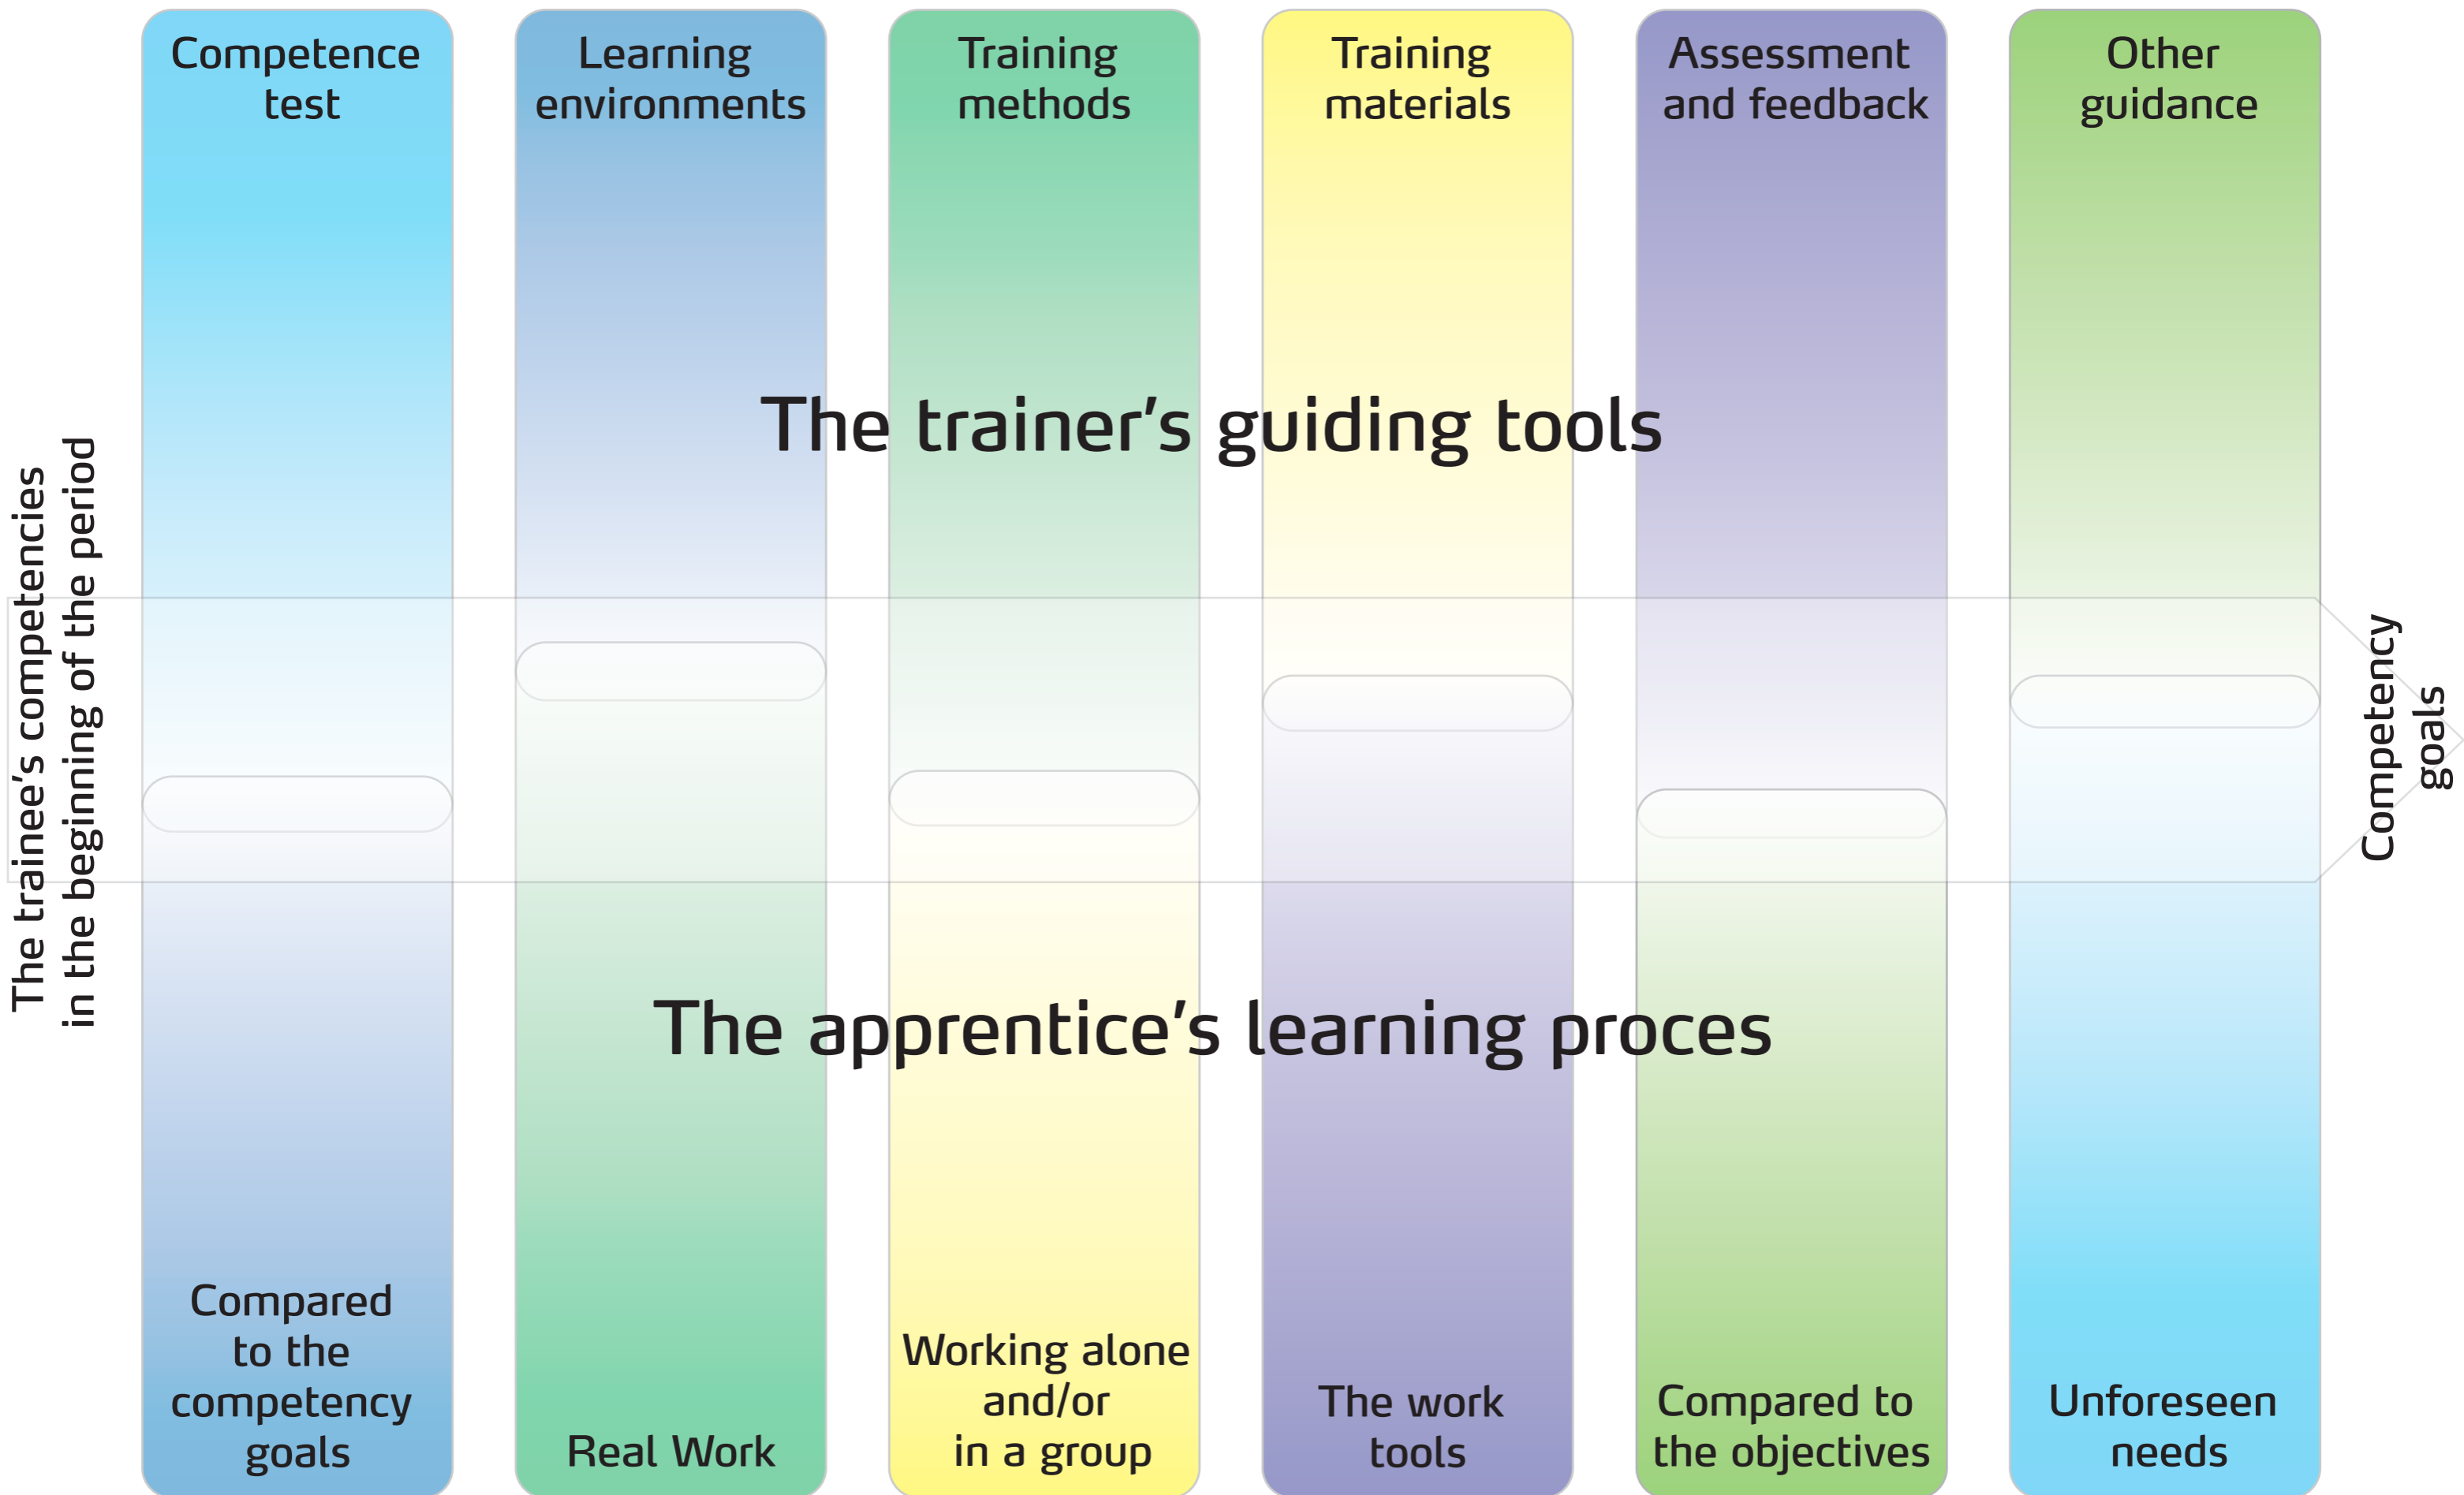 Competence
test
Learning
environments
Training
methods
Training
materials
Assessment
and feedback
Other
guidance
The trainer's guiding tools
The trainee's competencies
in the beginning of the period
Competency
goals
The apprentice's learning proces
Compared
to the
competency
goals
Real Work
Working alone
and/or
in a group
The work
tools
Compared to
the objectives
Unforeseen
needs